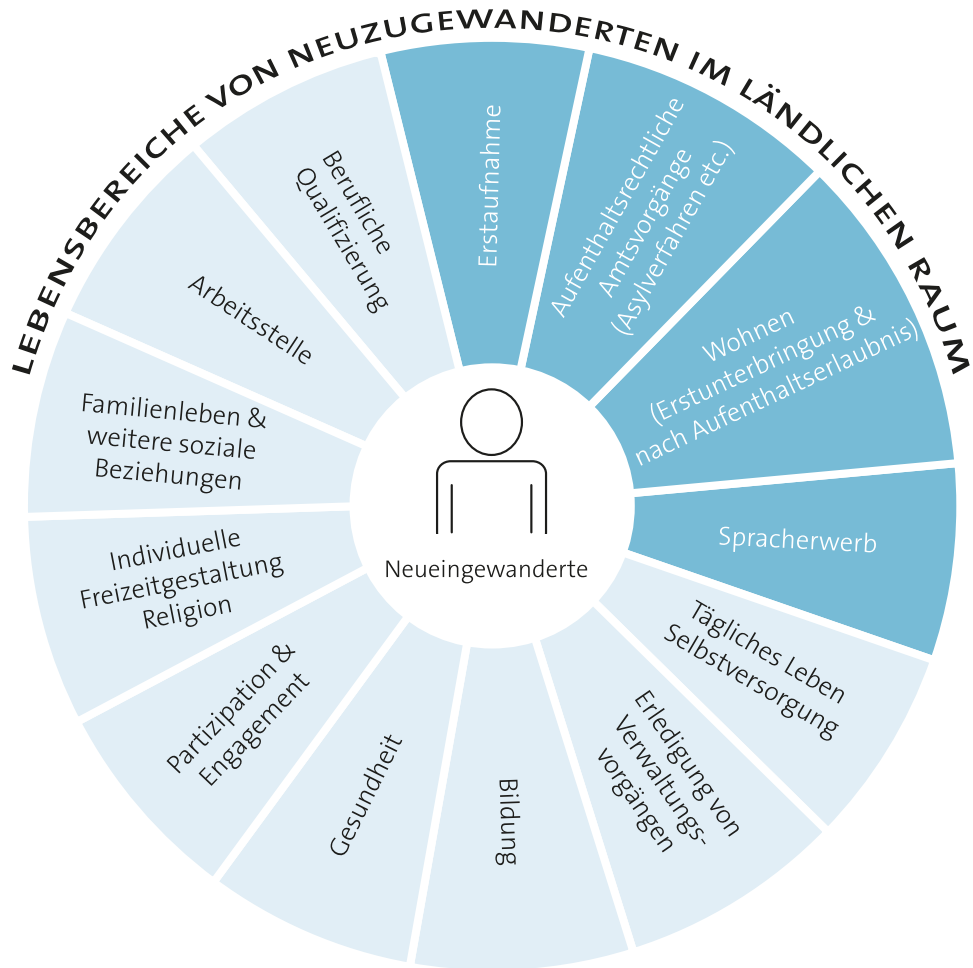 LEBENSBEREICHE VON NEUZUGEWANDERTEN IM LÄNDLICHEN RAUM
Erstaufnahme
Aufenthaltsrechtliche
Amtsvorgänge
(Asylverfahren etc.)
Wohnen
(Erstunterbringung &
nach Aufenthaltserlaubnis)
Spracherwerb
Tägliches Leben
Selbstversorgung
Erledigung von
Verwaltungs-
vorgängen
Bildung
Gesundheit
Partizipation &
Engagement
Individuelle
Freizeitgestaltung
Religion
Familienleben &
weitere soziale
Beziehungen
Arbeitsstelle
Berufliche
Qualifizierung
Neueingewanderte